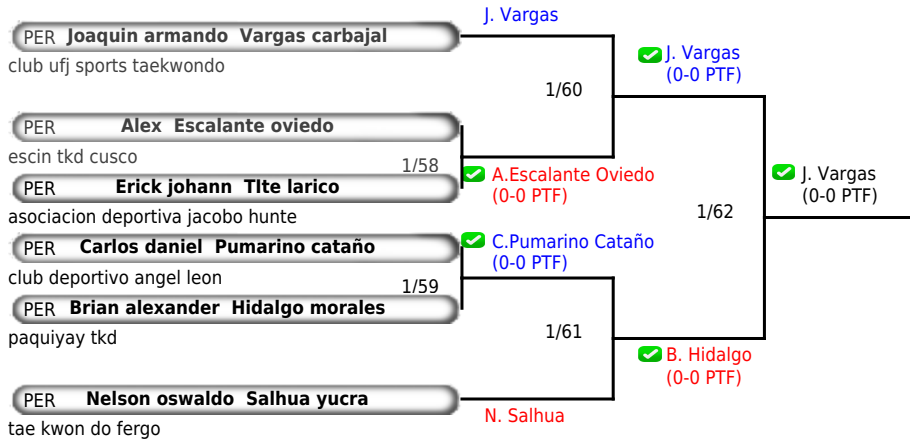 J. Vargas
PER Joaquin armando Vargas carbajal
club ufj sports taekwondo
J. Vargas
(0-0 PTF)
1/60
PER Alex Escalante oviedo
escin tkd cusco
1/58
A.Escalante Oviedo
(0-0 PTF)
PER Erick johann TIte larico
asociacion deportiva jacobo hunte
J. Vargas
(0-0 PTF)
1/62
PER Carlos daniel Pumarino cataño
club deportivo angel leon
C.Pumarino Cataño
(0-0 PTF)
1/59
PER Brian alexander Hidalgo morales
paquiyay tkd
1/61
B. Hidalgo
(0-0 PTF)
PER Nelson oswaldo Salhua yucra
tae kwon do fergo
N. Salhua